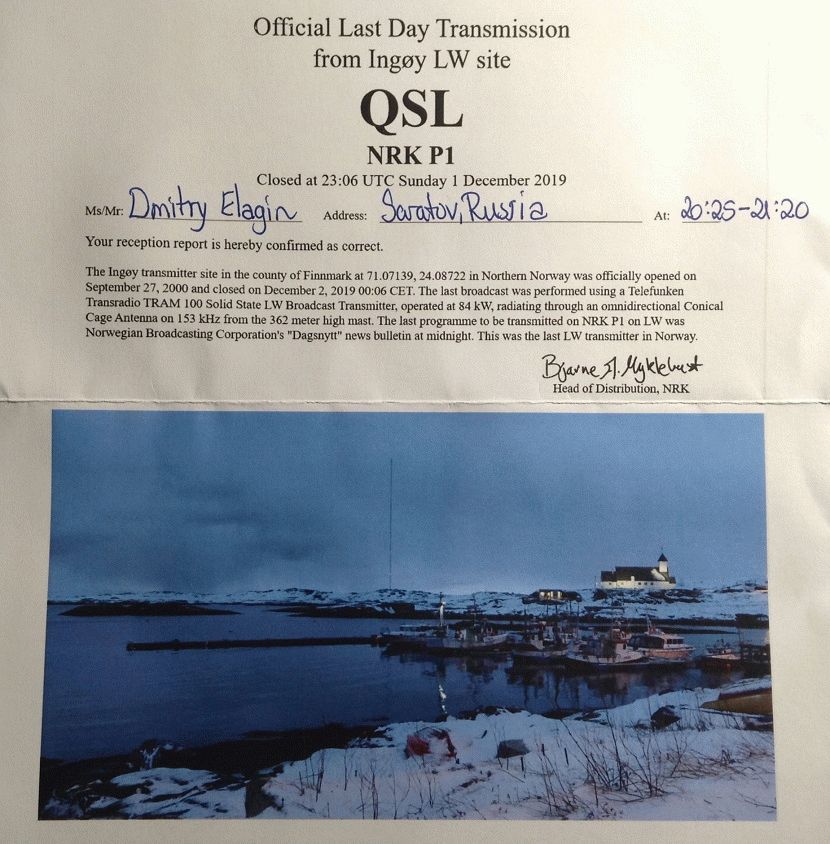 Official Last Day Transmission
from Ingøy LW site
QSL
NRK P1
Closed at 23:06 UTC Sunday 1 December 2019
Ms/Mr: Dmitry Elagin Address: Saratov, Russia At: 20:25-21:20
Your reception report is hereby confirmed as correct.
The Ingøy transmitter site in the county of Finnmark at 71.07139, 24.08722 in Northern Norway was officially opened on
September 27, 2000 and closed on December 2, 2019 00:06 CET. The last broadcast was performed using a Telefunken
Transradio TRAM 100 Solid State LW Broadcast Transmitter, operated at 84 kW, radiating through an omnidirectional Conical
Cage Antenna on 153 kHz from the 362 meter high mast. The last programme to be transmitted on NRK P1 on LW was
Norwegian Broadcasting Corporation's "Dagsnytt" news bulletin at midnight. This was the last LW transmitter in Norway.
Bjarne A. Myklebust
Head of Distribution, NRK